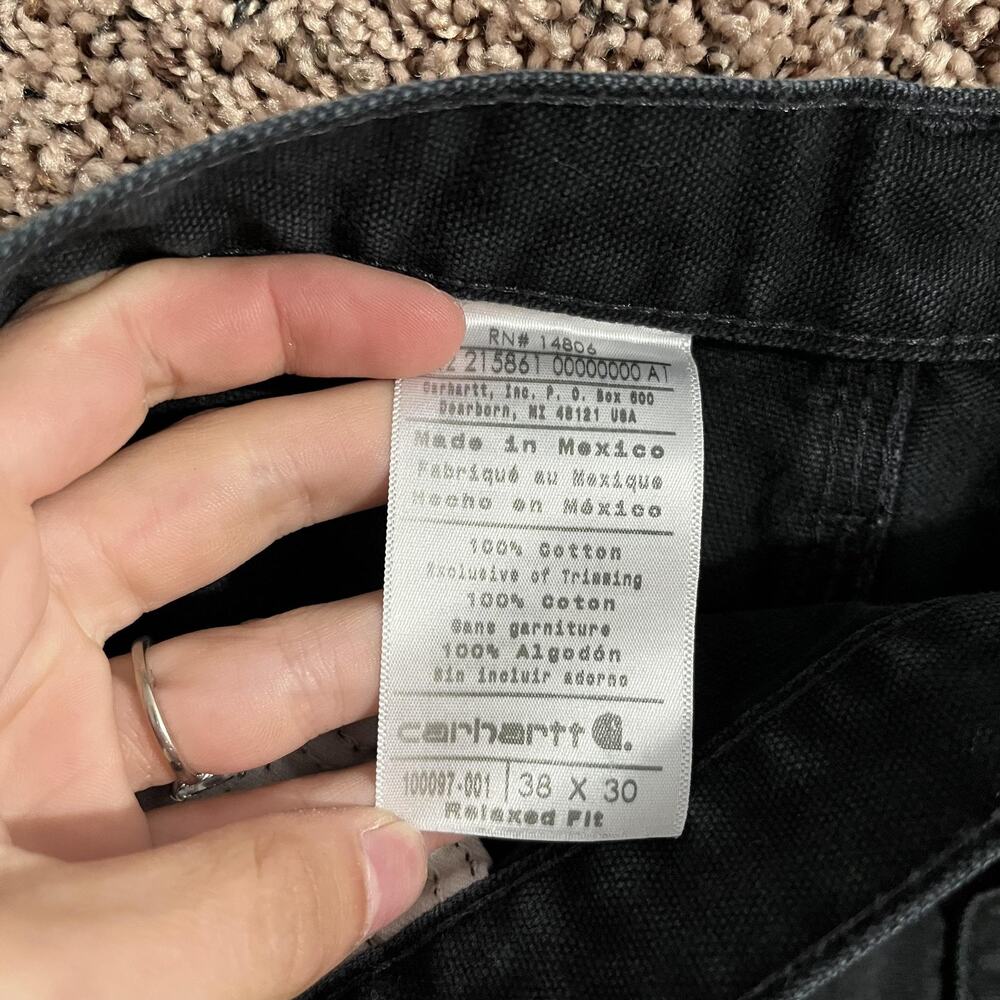 RN# 14806
215861 00000000 AT
Carhartt, Inc. P. O. Box 600
Dearborn, MI 48121 USA
Made in Mexico
Fabriqué au Mexique
Hecho en México
100% Cotton
Exclusive of Trimming
100% Coton
Sans garniture
100% Algodón
Sin incluir adorno
carhartt
100097-001 38 X 30
Relaxed Fit